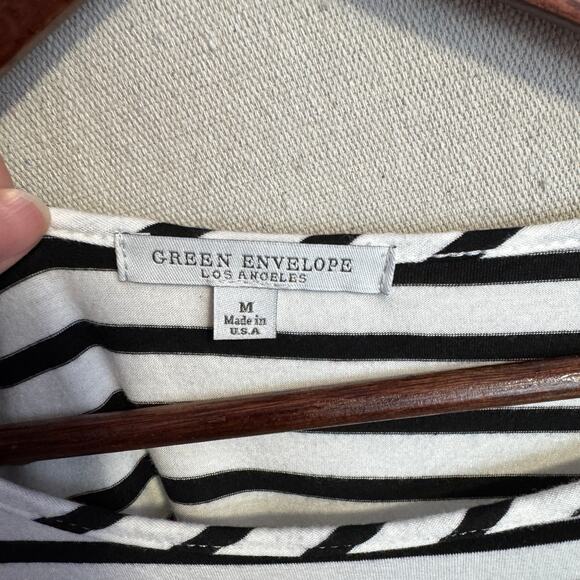 GREEN ENVELOPE
LOS ANGELES
M
Made in
U.S.A